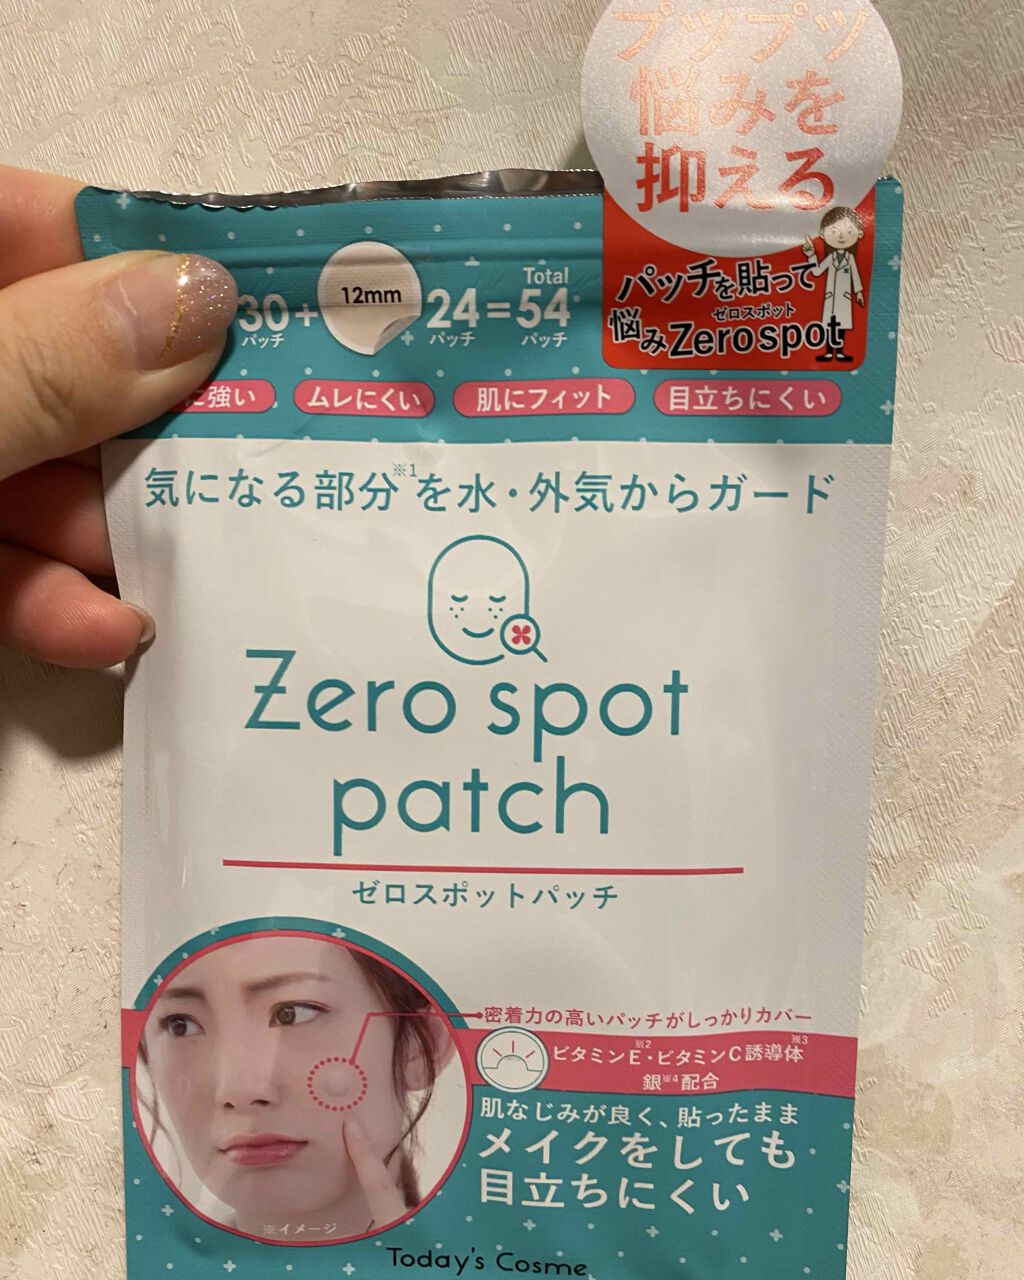 プツプツ
悩みを
抑える
パッチを貼って
ゼロスポット
悩みZero spot
Total
30 + 12mm 24 = 54
パッチ パッチ パッチ
に強い ムレにくい 肌にフィット 目立ちにくい
気になる部分※1を水・外気からガード
Zero spot
patch
ゼロスポットパッチ
密着力の高いパッチがしっかりカバー
ビタミンE※2・ビタミンC誘導体※3
銀※4配合
肌なじみが良く、貼ったまま
メイクをしても
目立ちにくい
※イメージ
Today's Cosme